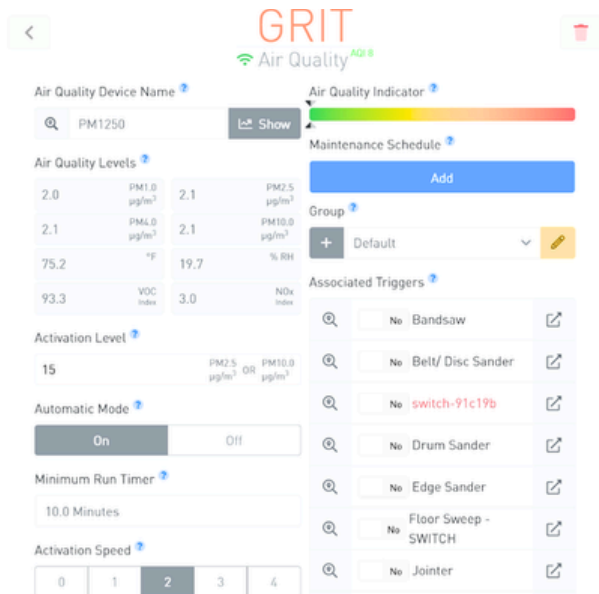 GRIT
Air Quality AQI 8
Air Quality Device Name ?
PM1250 Show
Air Quality Levels ?
2.0 PM1.0 µg/m³ 2.1 PM2.5 µg/m³
2.1 PM4.0 µg/m³ 2.1 PM10.0 µg/m³
75.2 °F 19.7 % RH
93.3 VOC Index 3.0 NOx Index
Activation Level ?
15 PM2.5 µg/m³ OR PM10.0 µg/m³
Automatic Mode ?
On Off
Minimum Run Timer ?
10.0 Minutes
Activation Speed ?
0 1 2 3 4
Air Quality Indicator ?
Maintenance Schedule ?
Add
Group ?
+ Default
Associated Triggers ?
No Bandsaw
No Belt/ Disc Sander
No switch-91c19b
No Drum Sander
No Edge Sander
No Floor Sweep -
SWITCH
No Jointer